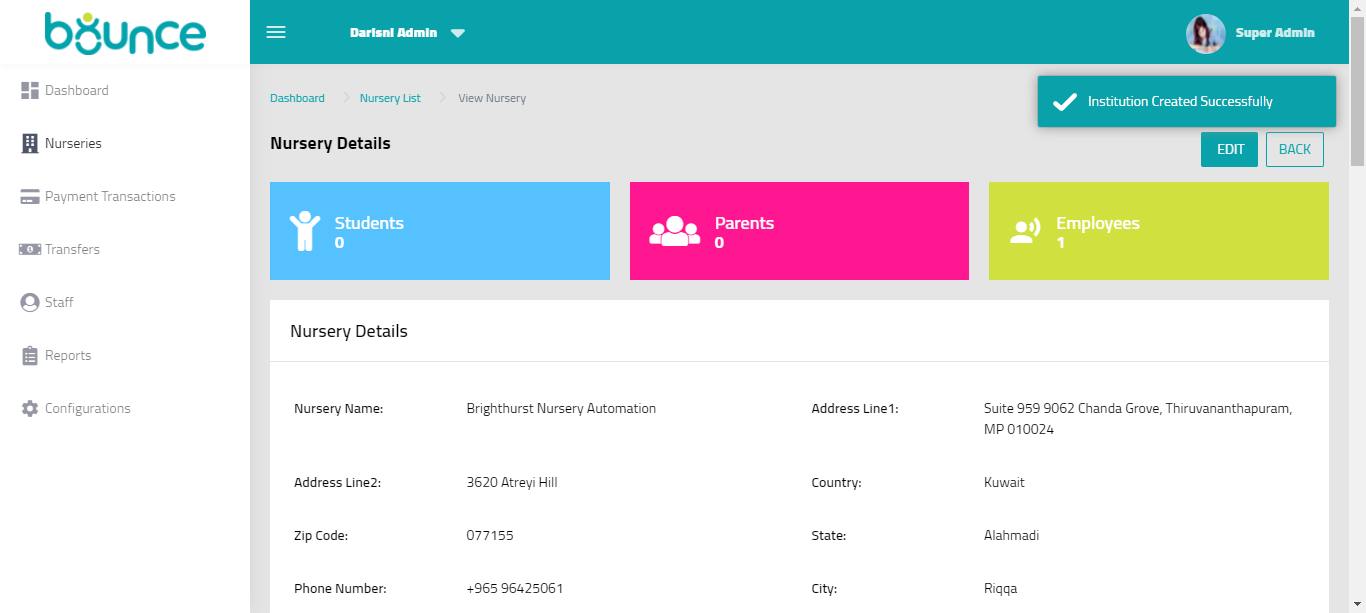 bounce
Darisni Admin
Super Admin
Dashboard
Nurseries
Payment Transactions
Transfers
Staff
Reports
Configurations
Dashboard Nursery List View Nursery
Institution Created Successfully
Nursery Details
EDIT BACK
Students
0
Parents
0
Employees
1
Nursery Details
Nursery Name: Brighthurst Nursery Automation
Address Line1: Suite 959 9062 Chanda Grove, Thiruvananthapuram,
MP 010024
Address Line2: 3620 Atreyi Hill
Country: Kuwait
Zip Code: 077155
State: Alahmadi
Phone Number: +965 96425061
City: Riqqa